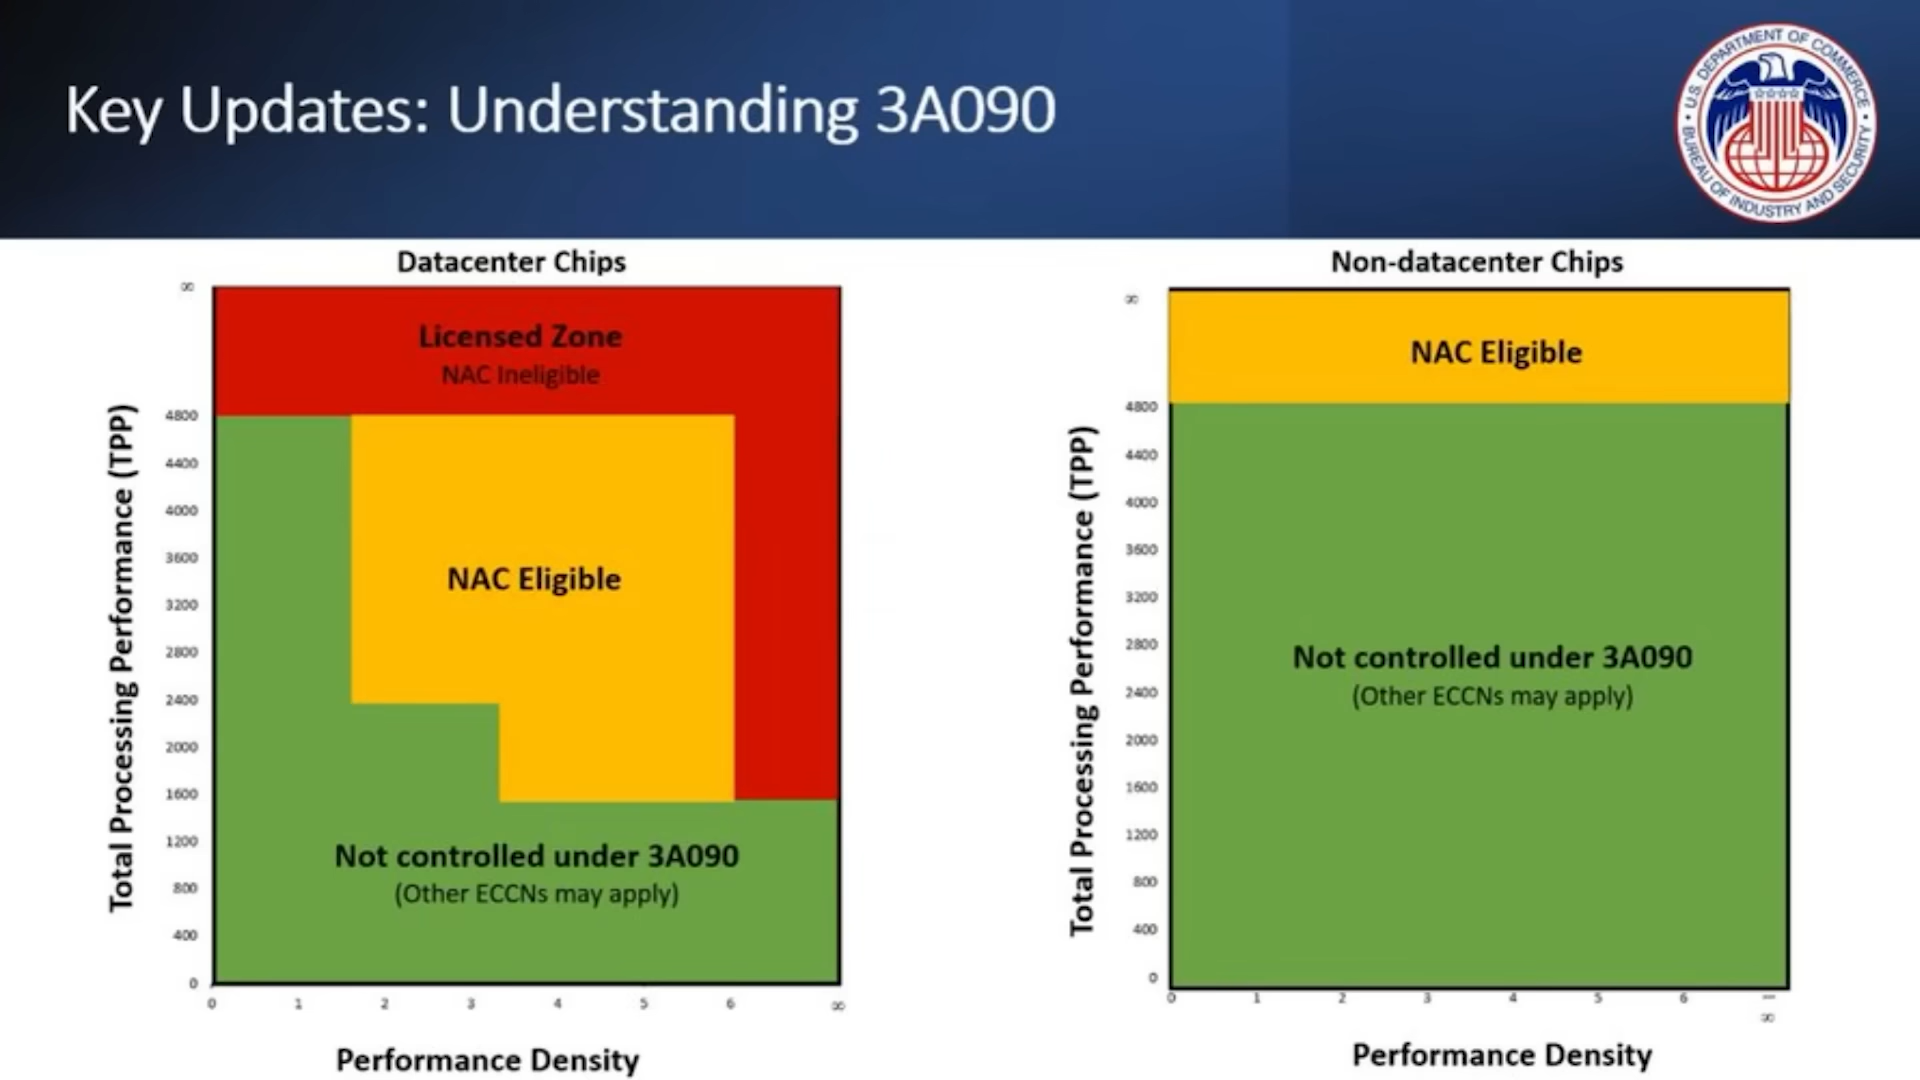 Key Updates: Understanding 3A090
U.S. DEPARTMENT OF COMMERCE
BUREAU OF INDUSTRY AND SECURITY
Datacenter Chips
∞
Licensed Zone
NAC Ineligible
4800
4400
4000
3600
3200
2800
2400
2000
1600
1200
800
400
0
Total Processing Performance (TPP)
NAC Eligible
Not controlled under 3A090
(Other ECCNs may apply)
0 1 2 3 4 5 6 ∞
Performance Density
Non-datacenter Chips
∞
NAC Eligible
4800
4400
4000
3600
3200
2800
2400
2000
1600
1200
800
400
0
Total Processing Performance (TPP)
Not controlled under 3A090
(Other ECCNs may apply)
0 1 2 3 4 5 6 ∞
Performance Density